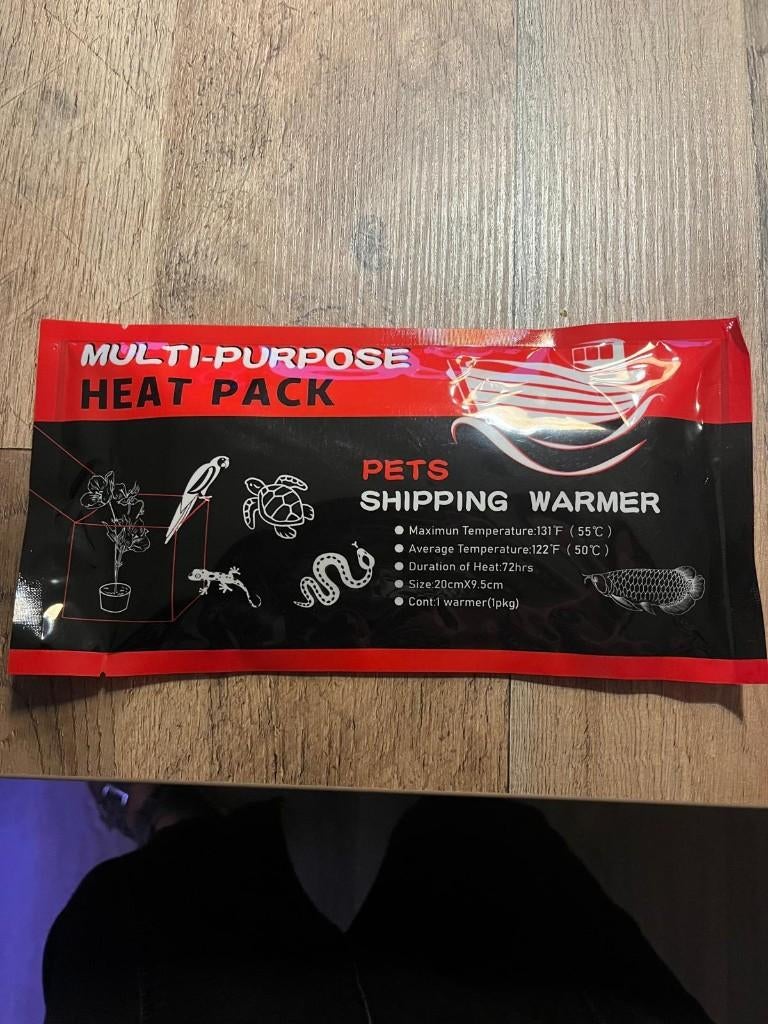 MULTI-PURPOSE
HEAT PACK
PETS
SHIPPING WARMER
● Maximun Temperature:131°F ( 55℃ )
● Average Temperature:122°F ( 50℃ )
● Duration of Heat:72hrs
● Size:20cmX9.5cm
● Cont:1 warmer(1pkg)